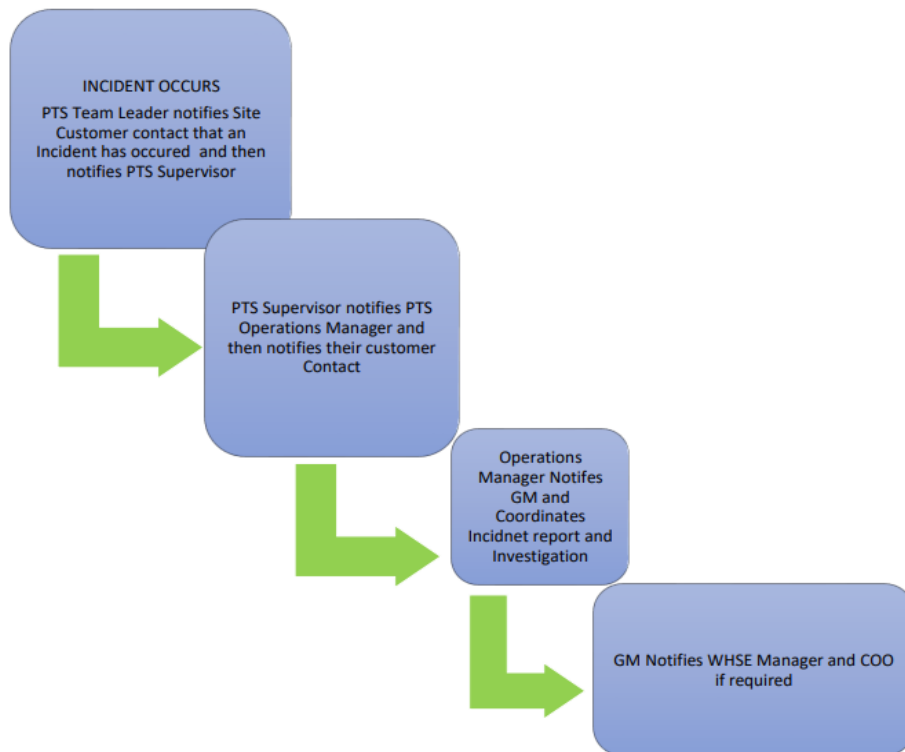 INCIDENT OCCURS
PTS Team Leader notifies Site
Customer contact that an
Incident has occured and then
notifies PTS Supervisor
PTS Supervisor notifies PTS
Operations Manager and
then notifies their customer
Contact
Operations
Manager Notifes
GM and
Coordinates
Incidnet report and
Investigation
GM Notifies WHSE Manager and COO
if required